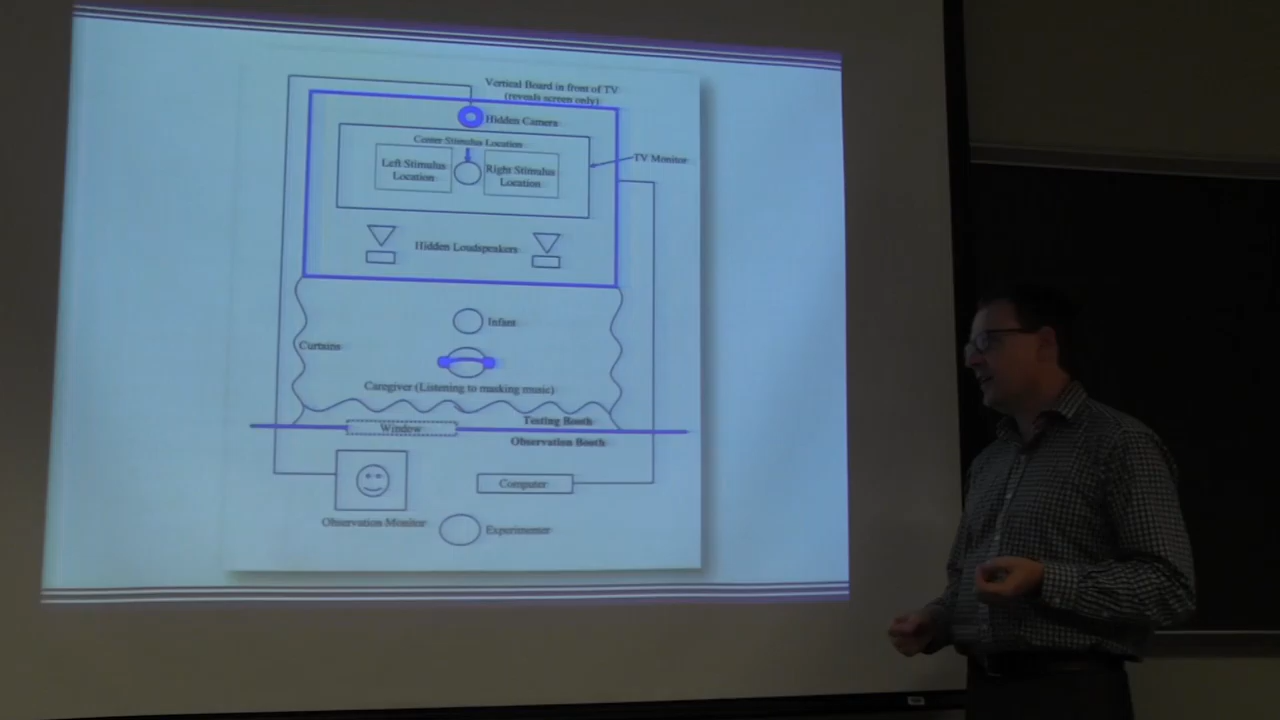 Vertical Board in front of TV
(reveals screen only)
Hidden Camera
Center Stimulus Location
Left Stimulus
Location
Right Stimulus
Location
TV Monitor
Hidden Loudspeakers
Infant
Curtains
Caregiver (Listening to masking music)
Testing Booth
Window
Observation Booth
Computer
Observation Monitor
Experimenter